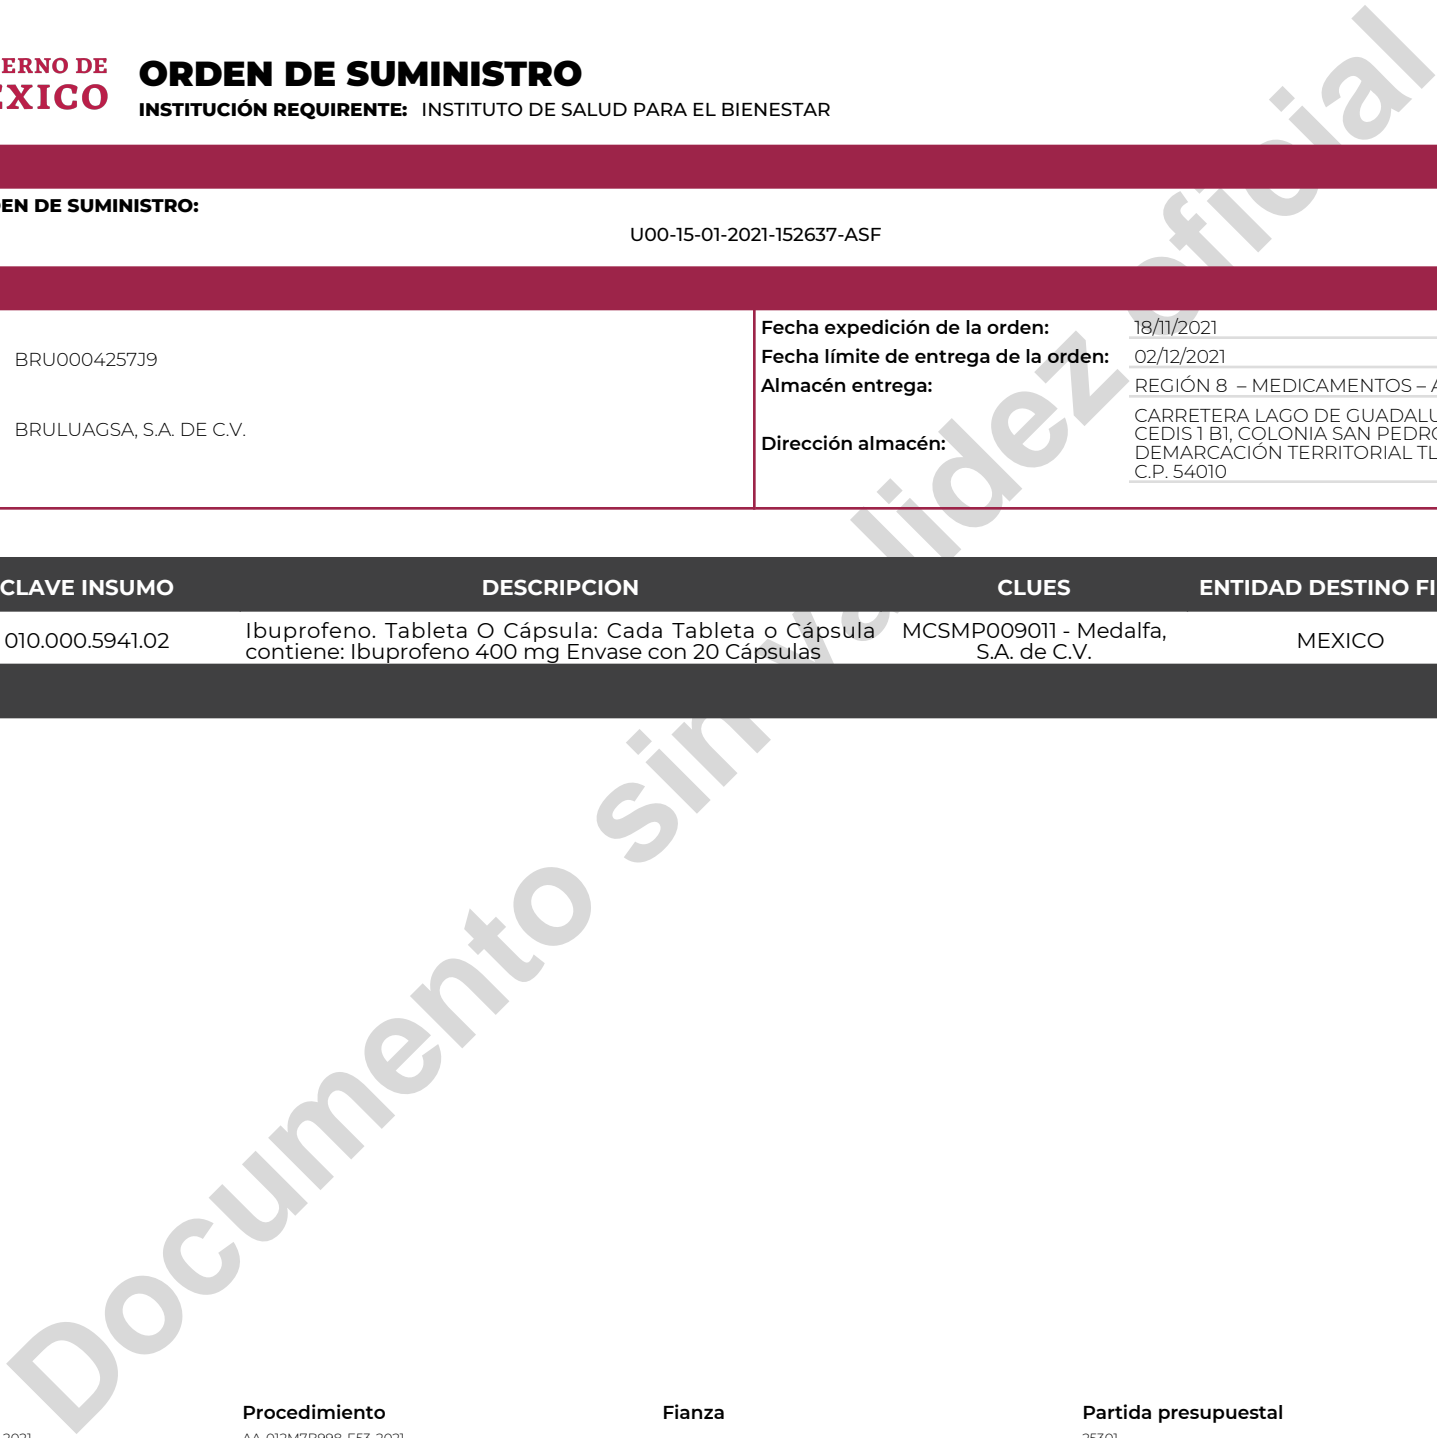 ORDEN DE SUMINISTRO
INSTITUCIÓN REQUIRENTE: INSTITUTO DE SALUD PARA EL BIENESTAR
ERNO DE
EXICO
EN DE SUMINISTRO:
U00-15-01-2021-152637-ASF
BRU0004257J9
BRULUAGSA, S.A. DE C.V.
Fecha expedición de la orden: 18/11/2021
Fecha límite de entrega de la orden: 02/12/2021
Almacén entrega: REGIÓN 8 – MEDICAMENTOS –
Dirección almacén:
CARRETERA LAGO DE GUADALU
CEDIS 1 B1, COLONIA SAN PEDRO
DEMARCACIÓN TERRITORIAL TL
C.P. 54010
CLAVE INSUMO DESCRIPCION CLUES ENTIDAD DESTINO FI
010.000.5941.02
Ibuprofeno. Tableta O Cápsula: Cada Tableta o Cápsula
contiene: Ibuprofeno 400 mg Envase con 20 Cápsulas
MCSMP009011 - Medalfa,
S.A. de C.V.
MEXICO
Documento sin validez oficial
Procedimiento Fianza Partida presupuestal